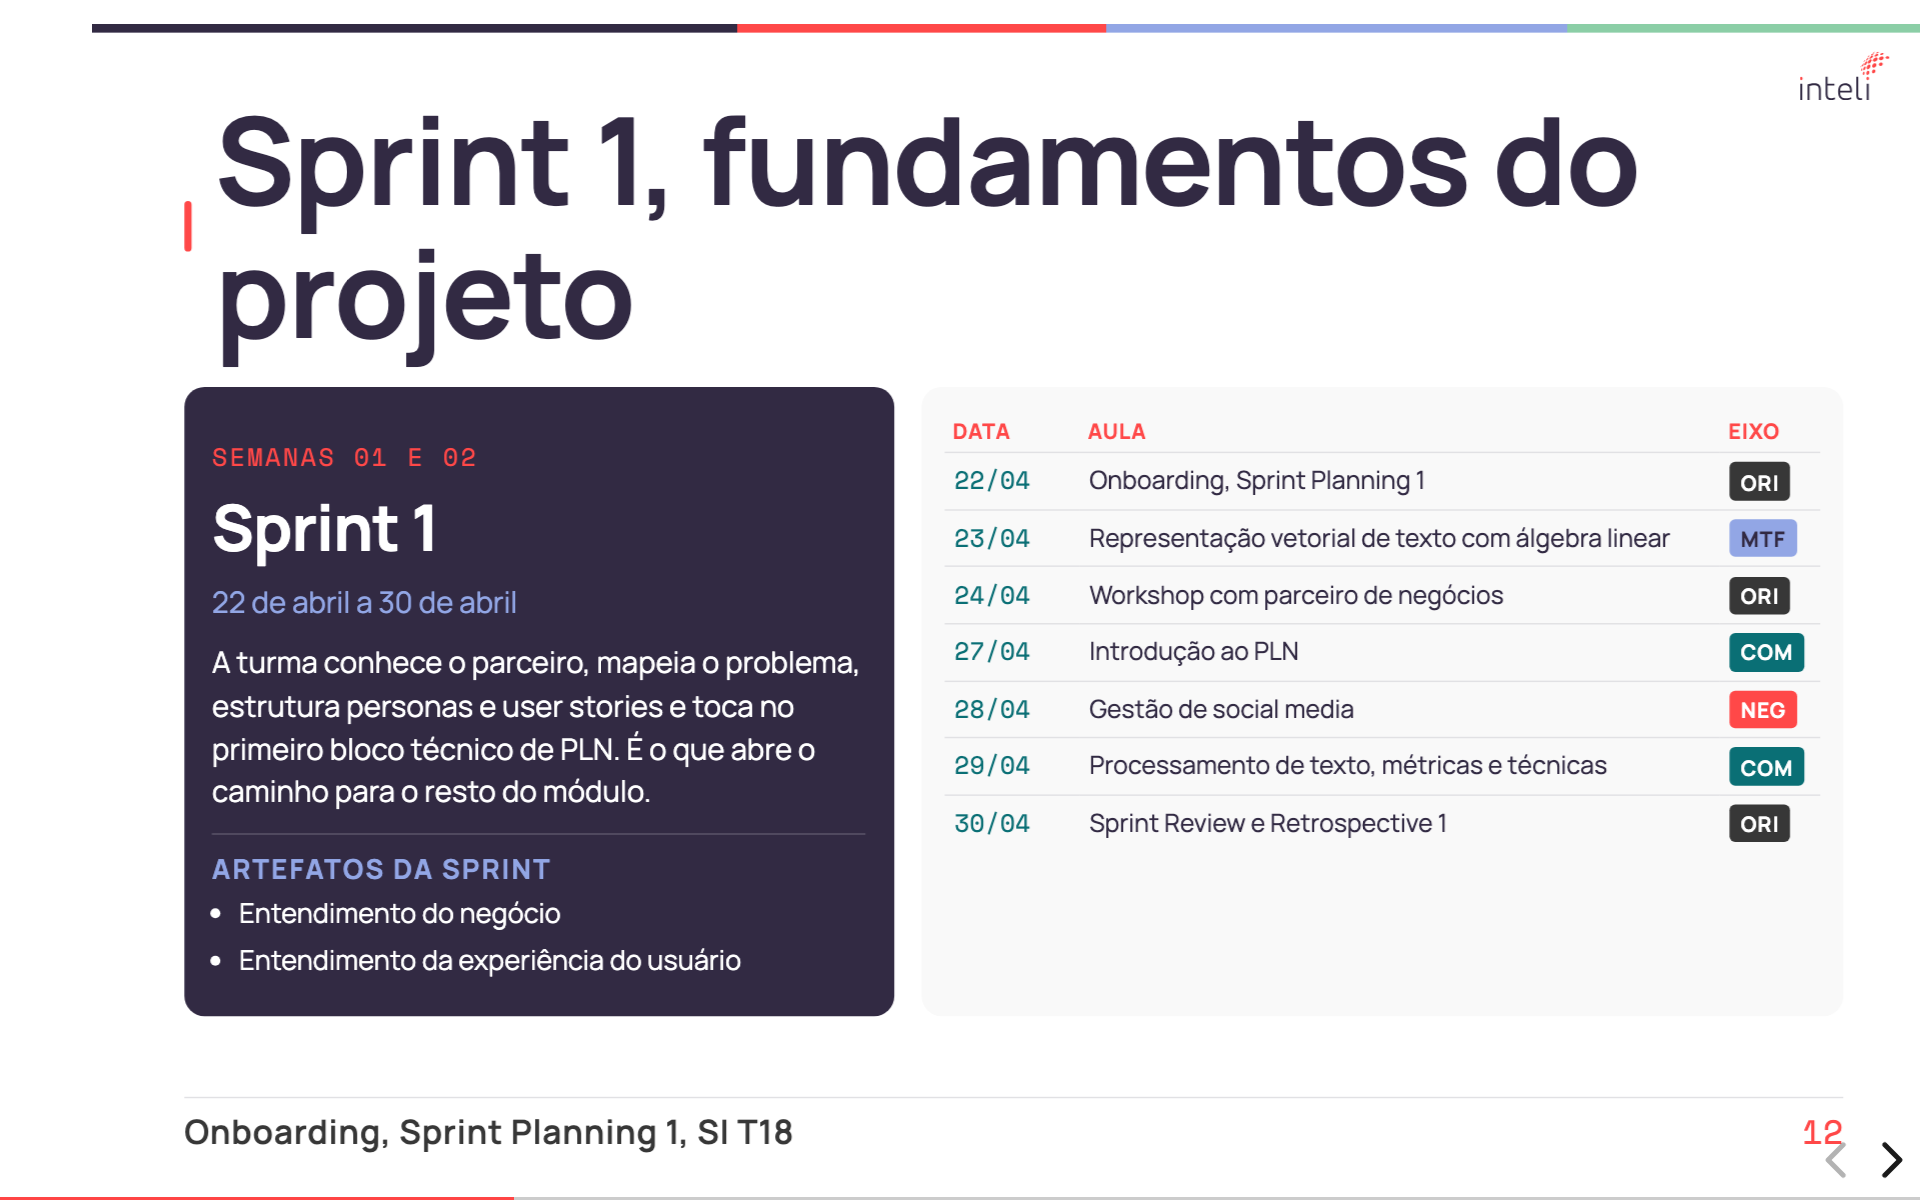 inteli
Sprint 1, fundamentos do
projeto
SEMANAS 01 E 02
Sprint 1
22 de abril a 30 de abril
A turma conhece o parceiro, mapeia o problema,
estrutura personas e user stories e toca no
primeiro bloco técnico de PLN. É o que abre o
caminho para o resto do módulo.
ARTEFATOS DA SPRINT
• Entendimento do negócio
• Entendimento da experiência do usuário
DATA AULA EIXO
22/04 Onboarding, Sprint Planning 1 ORI
23/04 Representação vetorial de texto com álgebra linear MTF
24/04 Workshop com parceiro de negócios ORI
27/04 Introdução ao PLN COM
28/04 Gestão de social media NEG
29/04 Processamento de texto, métricas e técnicas COM
30/04 Sprint Review e Retrospective 1 ORI
Onboarding, Sprint Planning 1, SI T18
12